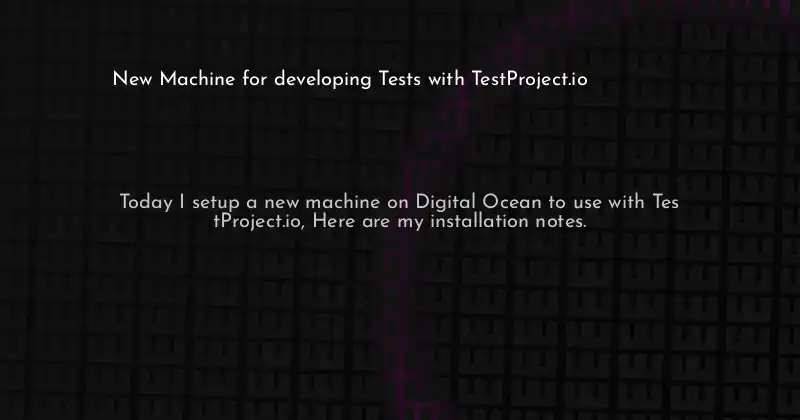 New Machine for developing Tests with TestProject.io
Today I setup a new machine on Digital Ocean to use with Tes
tProject.io, Here are my installation notes.